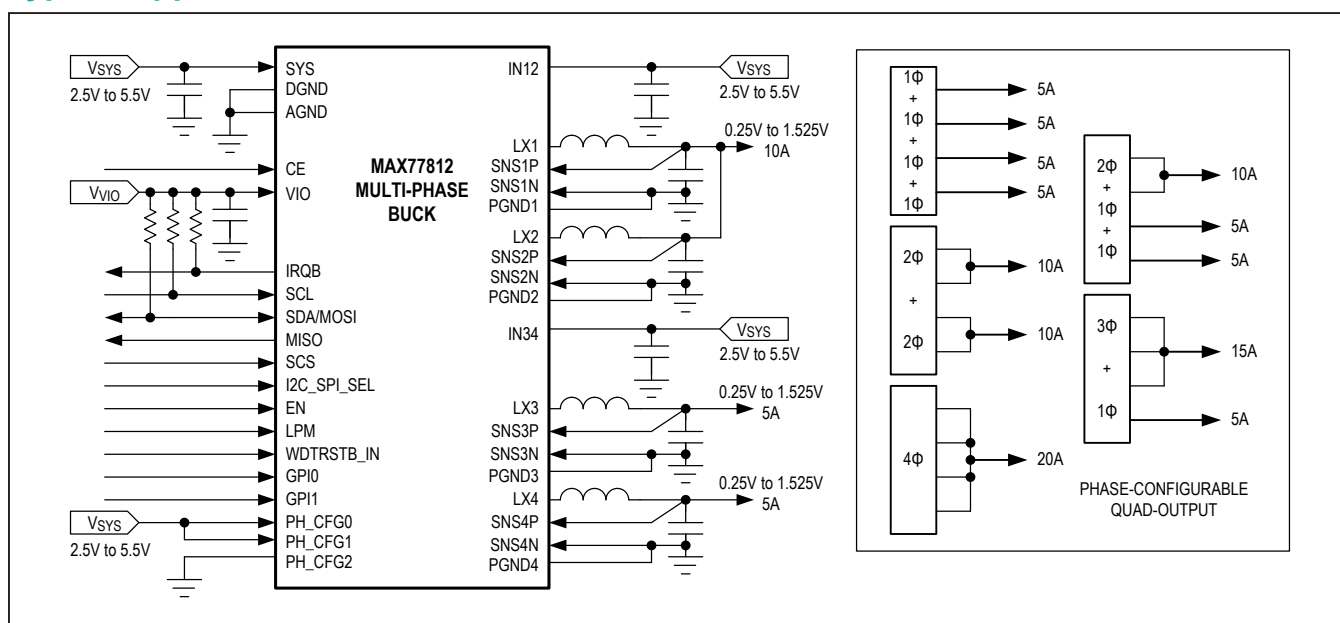 VSYS
2.5V to 5.5V
SYS
DGND
AGND
CE
VVIO
VIO
IRQB
SCL
SDA/MOSI
MISO
SCS
I2C_SPI_SEL
EN
LPM
WDTRSTB_IN
GPI0
GPI1
VSYS
2.5V to 5.5V
PH_CFG0
PH_CFG1
PH_CFG2
MAX77812
MULTI-PHASE
BUCK
IN12
VSYS
2.5V to 5.5V
LX1
0.25V to 1.525V
10A
SNS1P
SNS1N
PGND1
LX2
SNS2P
SNS2N
PGND2
IN34
VSYS
2.5V to 5.5V
LX3
0.25V to 1.525V
5A
SNS3P
SNS3N
PGND3
LX4
0.25V to 1.525V
5A
SNS4P
SNS4N
PGND4
1Φ
+
1Φ
+
1Φ
+
1Φ
5A
5A
5A
5A
2Φ
+
2Φ
10A
10A
4Φ
20A
2Φ
+
1Φ
+
1Φ
10A
5A
5A
3Φ
+
1Φ
15A
5A
PHASE-CONFIGURABLE
QUAD-OUTPUT